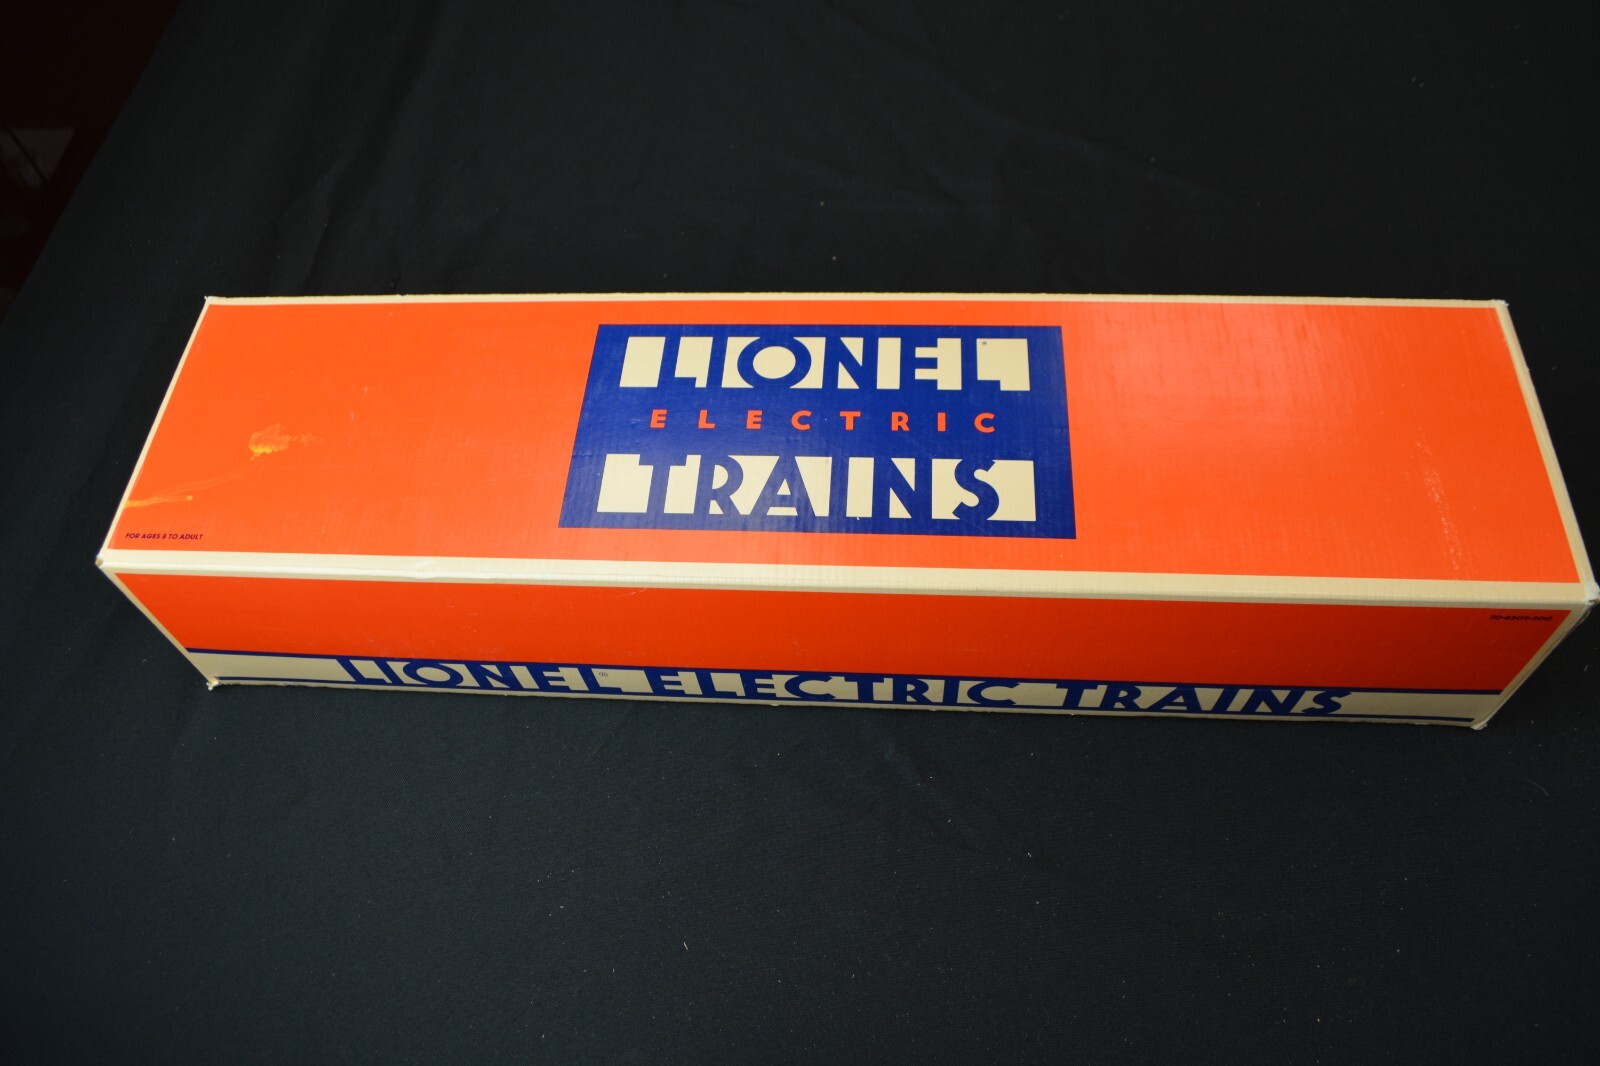 LIONEL®
ELECTRIC
TRAINS
FOR AGES 8 TO ADULT
LIONEL® ELECTRIC TRAINS